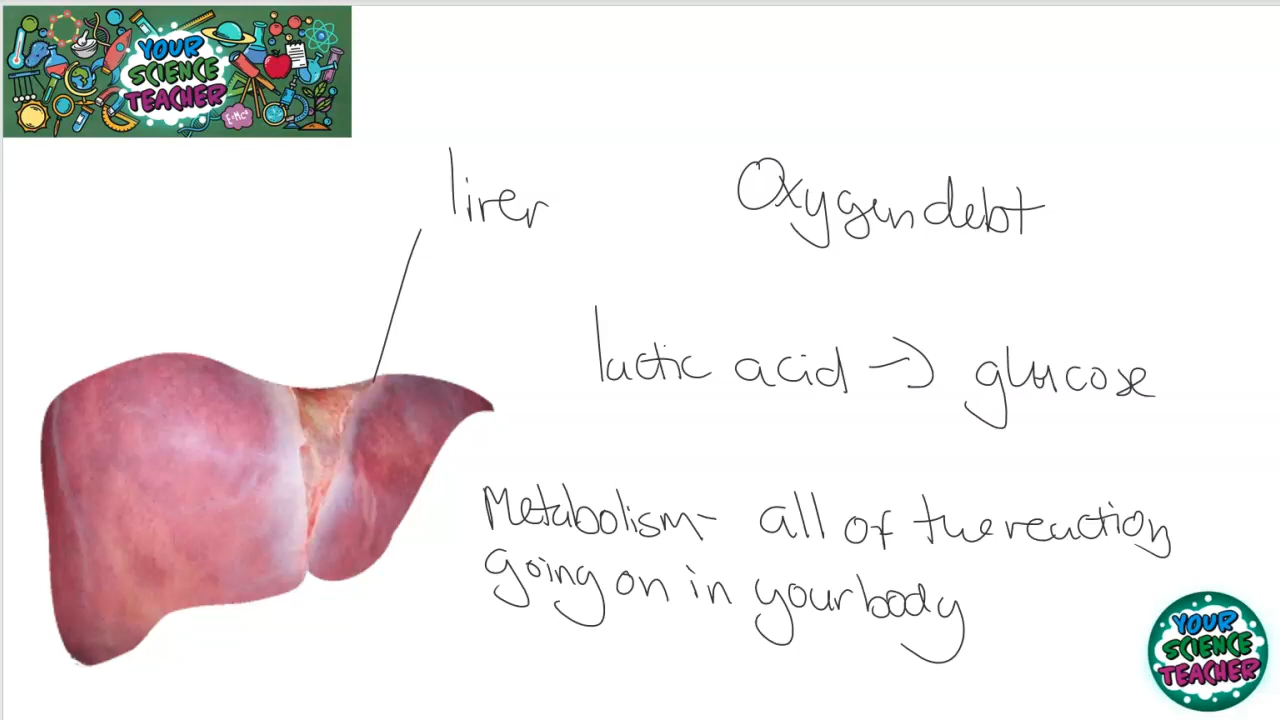 YOUR
SCIENCE
TEACHER
E=MC²
liver
Oxygen debt
lactic acid → glucose
Metabolism - all of the reaction
going on in your body
YOUR
SCIENCE
TEACHER